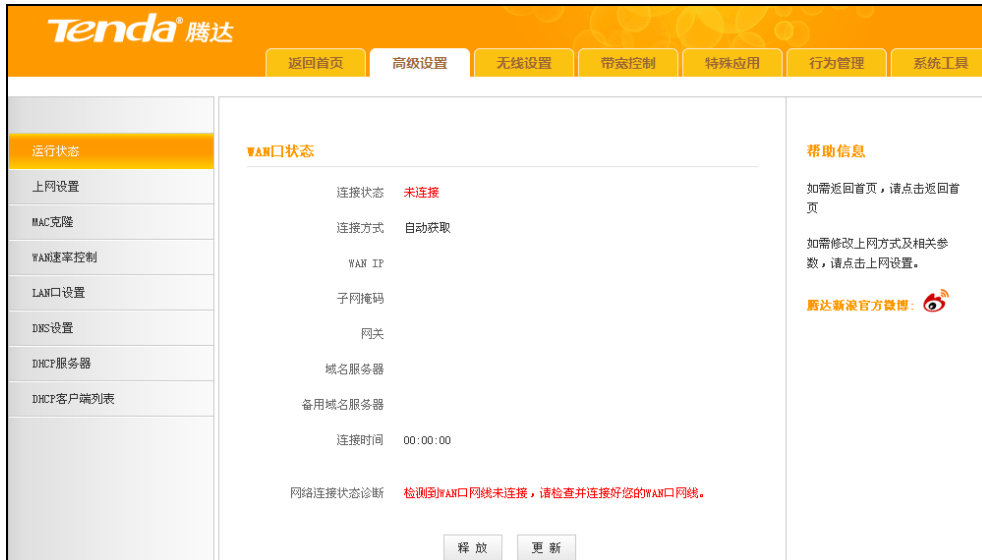 Tenda®腾达
返回首页 高级设置 无线设置 带宽控制 特殊应用 行为管理 系统工具
运行状态
上网设置
MAC克隆
WAN速率控制
LAN口设置
DNS设置
DHCP服务器
DHCP客户端列表
WAN口状态
连接状态 未连接
连接方式 自动获取
WAN IP
子网掩码
网关
域名服务器
备用域名服务器
连接时间 00:00:00
网络连接状态诊断 检测到WAN口网线未连接，请检查并连接好您的WAN口网线。
释 放 更 新
帮助信息
如需返回首页，请点击返回首
页
如需修改上网方式及相关参
数，请点击上网设置。
腾达新浪官方微博：